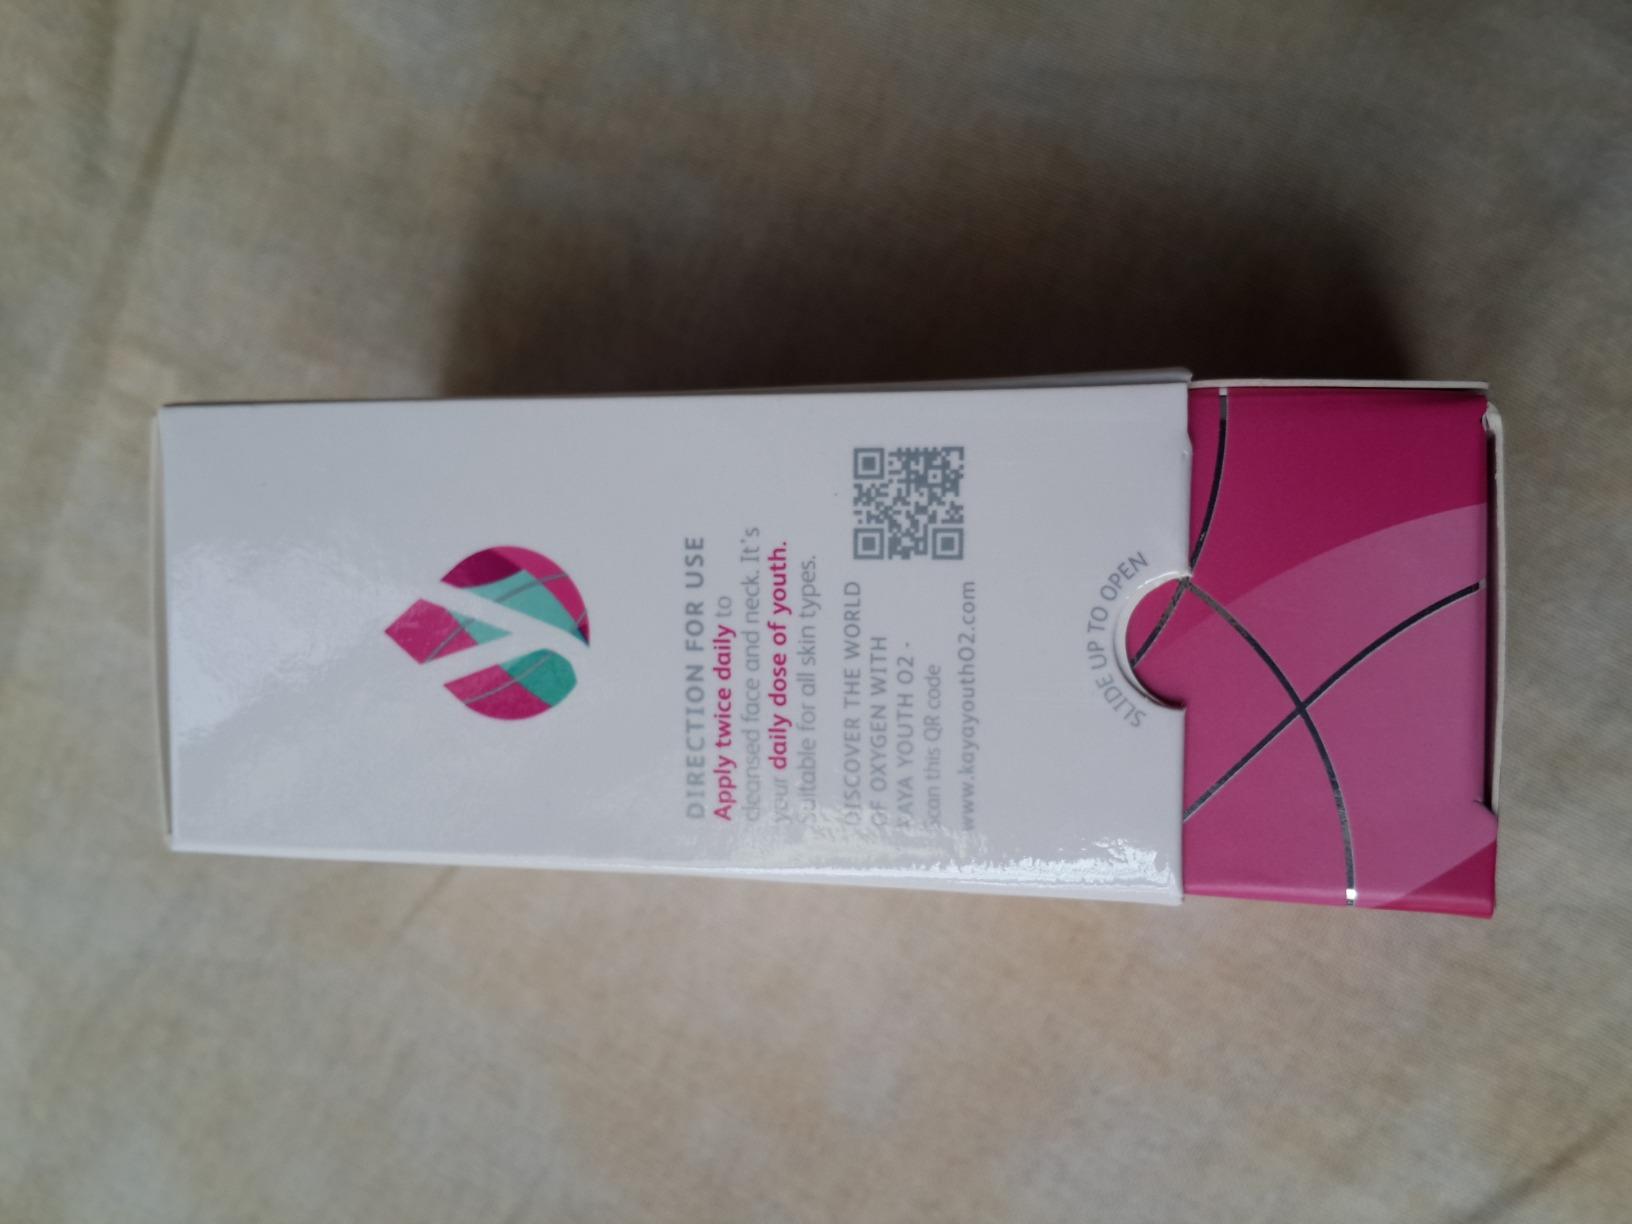 DIRECTION FOR USE
Apply twice daily to
cleansed face and neck. It's
your daily dose of youth.
Suitable for all skin types.
DISCOVER THE WORLD
OF OXYGEN WITH
KAYA YOUTH O2 -
Scan this QR code
www.kayayouthO2.com
SLIDE UP TO OPEN